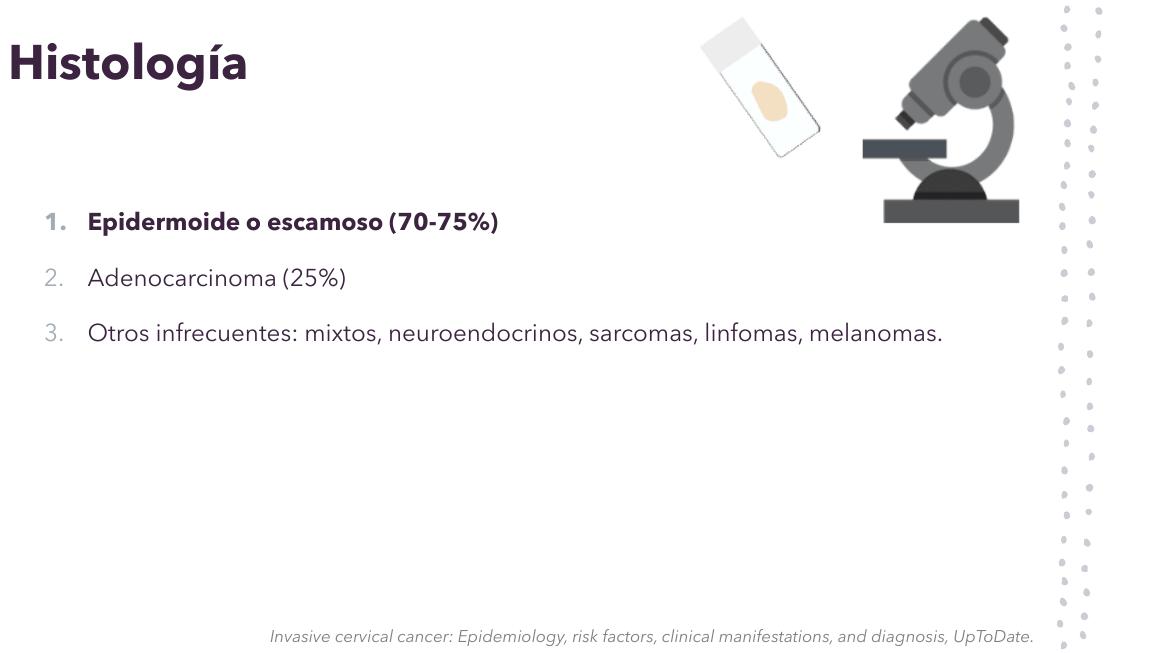 Histología
1. Epidermoide o escamoso (70-75%)
2. Adenocarcinoma (25%)
3. Otros infrecuentes: mixtos, neuroendocrinos, sarcomas, linfomas, melanomas.
Invasive cervical cancer: Epidemiology, risk factors, clinical manifestations, and diagnosis, UpToDate.